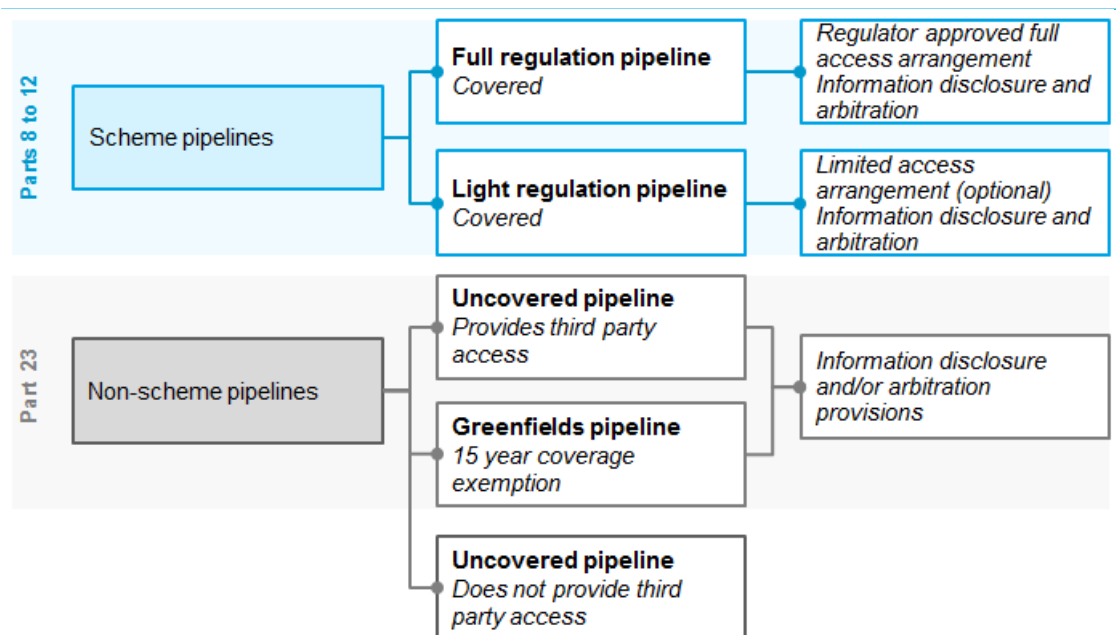 Parts 8 to 12
Scheme pipelines
Full regulation pipeline
Covered
Regulator approved full
access arrangement
Information disclosure and
arbitration
Light regulation pipeline
Covered
Limited access
arrangement (optional)
Information disclosure and
arbitration
Part 23
Non-scheme pipelines
Uncovered pipeline
Provides third party
access
Greenfields pipeline
15 year coverage
exemption
Information disclosure
and/or arbitration
provisions
Uncovered pipeline
Does not provide third
party access